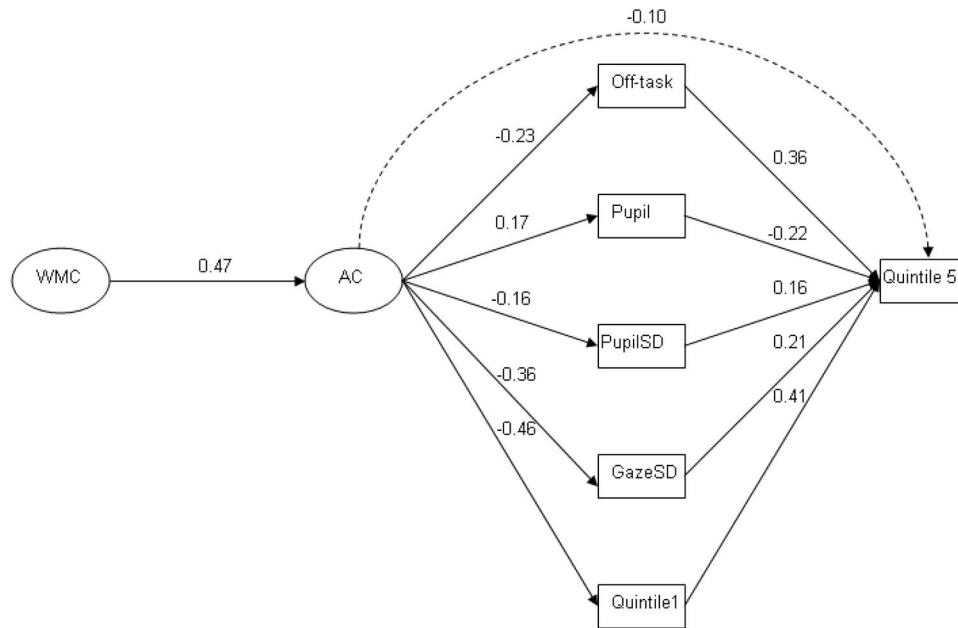 -0.10
Off-task
-0.23
0.36
Pupil
0.17
-0.22
WMC
0.47
AC
Quintile 5
-0.16
0.16
PupilSD
0.21
-0.36
0.41
-0.46
GazeSD
Quintile1